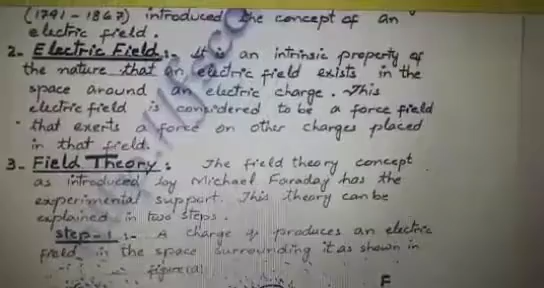 (1791 - 1867) introduced the concept of an
electric field.
2- Electric Field :- It is an intrinsic property of
the nature that an electric field exists in the
space around an electric charge. This
electric field is considered to be a force field
that exerts a force on other charges placed
in that field.
3- Field Theory : The field theory concept
as introduced by Michael Faraday has the
experimental support. This theory can be
explained in two steps.
Step-1 :- A charge q produces an electric
field in the space surrounding it as shown in
figure (a)
F